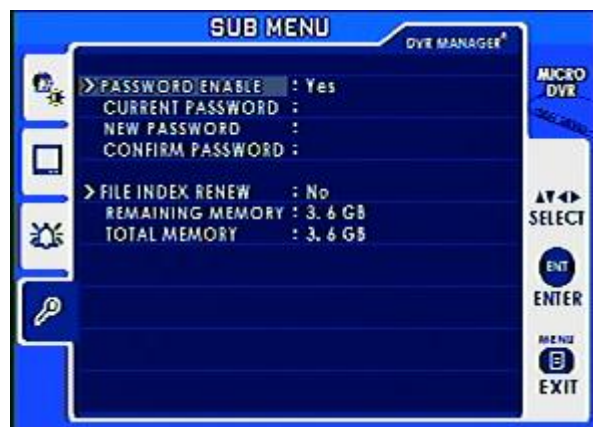 SUB MENU
DVR MANAGER
> PASSWORD ENABLE : Yes
CURRENT PASSWORD :
NEW PASSWORD :
CONFIRM PASSWORD :
> FILE INDEX RENEW : No
REMAINING MEMORY : 3.6 GB
TOTAL MEMORY : 3.6 GB
MICRO
DVR
SELECT
ENT
ENTER
MENU
EXIT